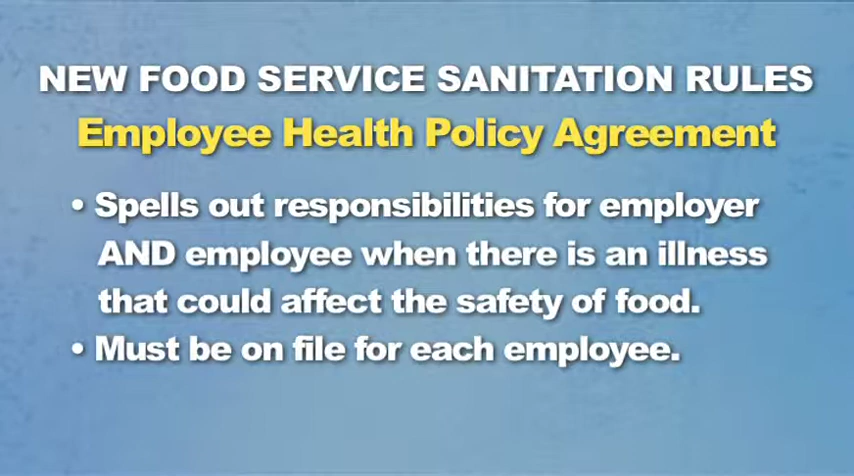 NEW FOOD SERVICE SANITATION RULES
Employee Health Policy Agreement
• Spells out responsibilities for employer
AND employee when there is an illness
that could affect the safety of food.
• Must be on file for each employee.